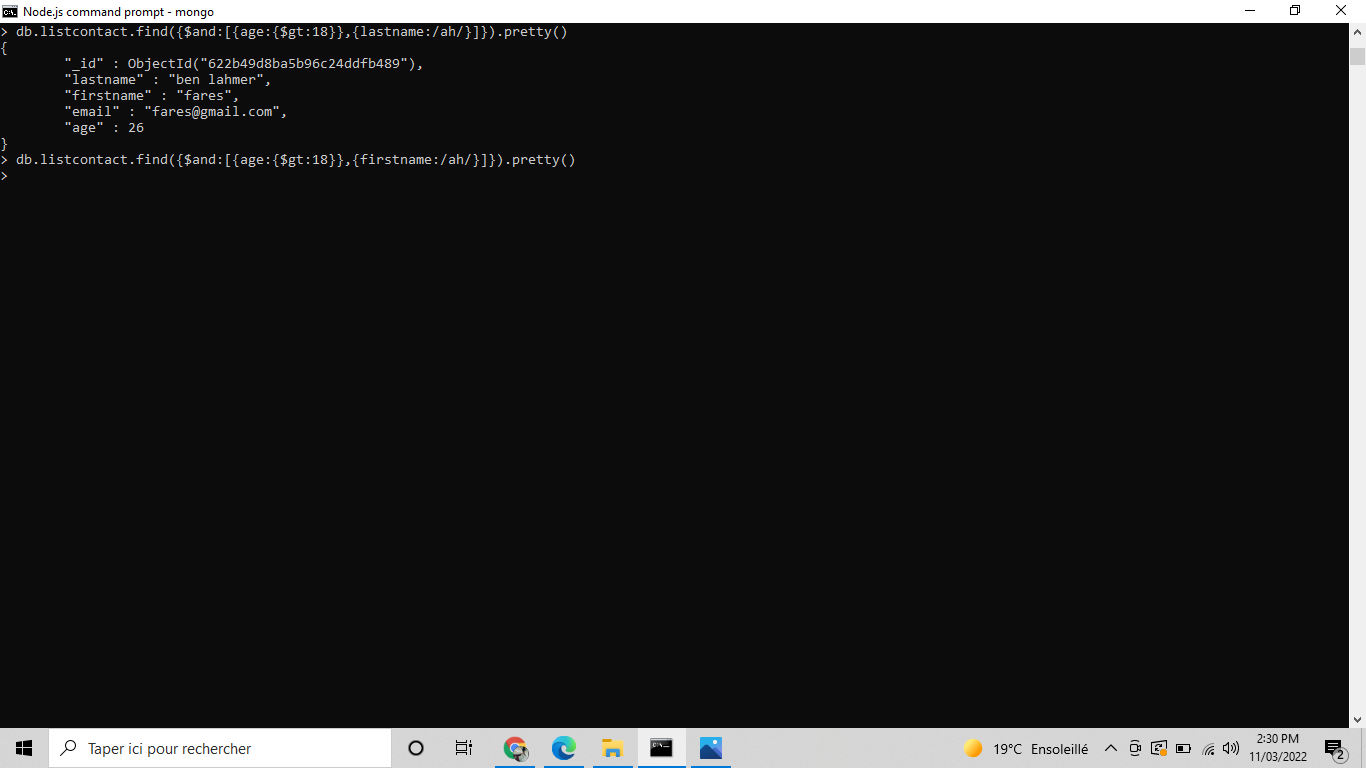 Node.js command prompt - mongo
> db.listcontact.find({$and:[{age:{$gt:18}},{lastname:/ah/}]}).pretty()
{
        "_id" : ObjectId("622b49d8ba5b96c24ddfb489"),
        "lastname" : "ben lahmer",
        "firstname" : "fares",
        "email" : "fares@gmail.com",
        "age" : 26
}
> db.listcontact.find({$and:[{age:{$gt:18}},{firstname:/ah/}]}).pretty()
>
Taper ici pour rechercher
19°C Ensoleillé
2:30 PM
11/03/2022
2